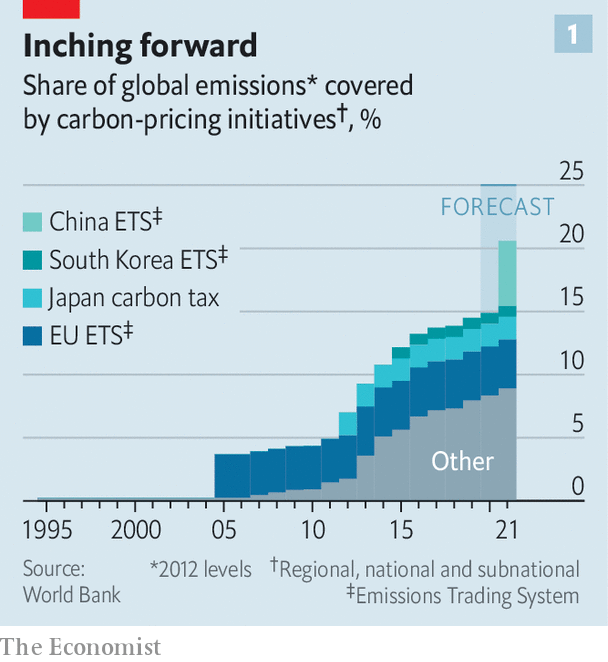 Inching forward
1
Share of global emissions* covered
by carbon-pricing initiatives†, %
25
FORECAST
China ETS‡
20
South Korea ETS‡
Japan carbon tax
15
EU ETS‡
10
5
Other
0
1995 2000 05 10 15 21
Source: *2012 levels †Regional, national and subnational
World Bank ‡Emissions Trading System
The Economist